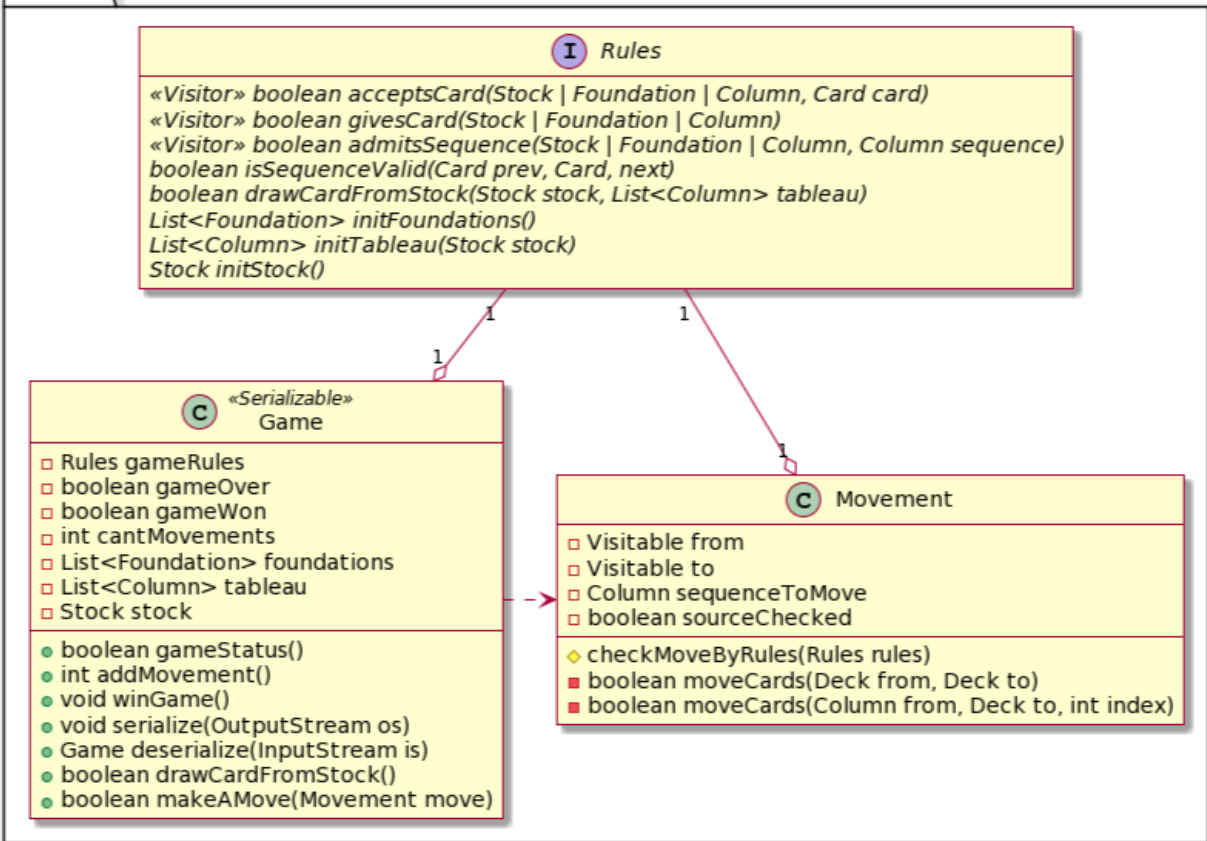 I Rules
«Visitor» boolean acceptsCard(Stock | Foundation | Column, Card card)
«Visitor» boolean givesCard(Stock | Foundation | Column)
«Visitor» boolean admitsSequence(Stock | Foundation | Column, Column sequence)
boolean isSequenceValid(Card prev, Card, next)
boolean drawCardFromStock(Stock stock, List<Column> tableau)
List<Foundation> initFoundations()
List<Column> initTableau(Stock stock)
Stock initStock()
1
1
1
1
«Serializable»
C Game
Rules gameRules
boolean gameOver
boolean gameWon
int cantMovements
List<Foundation> foundations
List<Column> tableau
Stock stock
boolean gameStatus()
int addMovement()
void winGame()
void serialize(OutputStream os)
Game deserialize(InputStream is)
boolean drawCardFromStock()
boolean makeAMove(Movement move)
C Movement
Visitable from
Visitable to
Column sequenceToMove
boolean sourceChecked
checkMoveByRules(Rules rules)
boolean moveCards(Deck from, Deck to)
boolean moveCards(Column from, Deck to, int index)